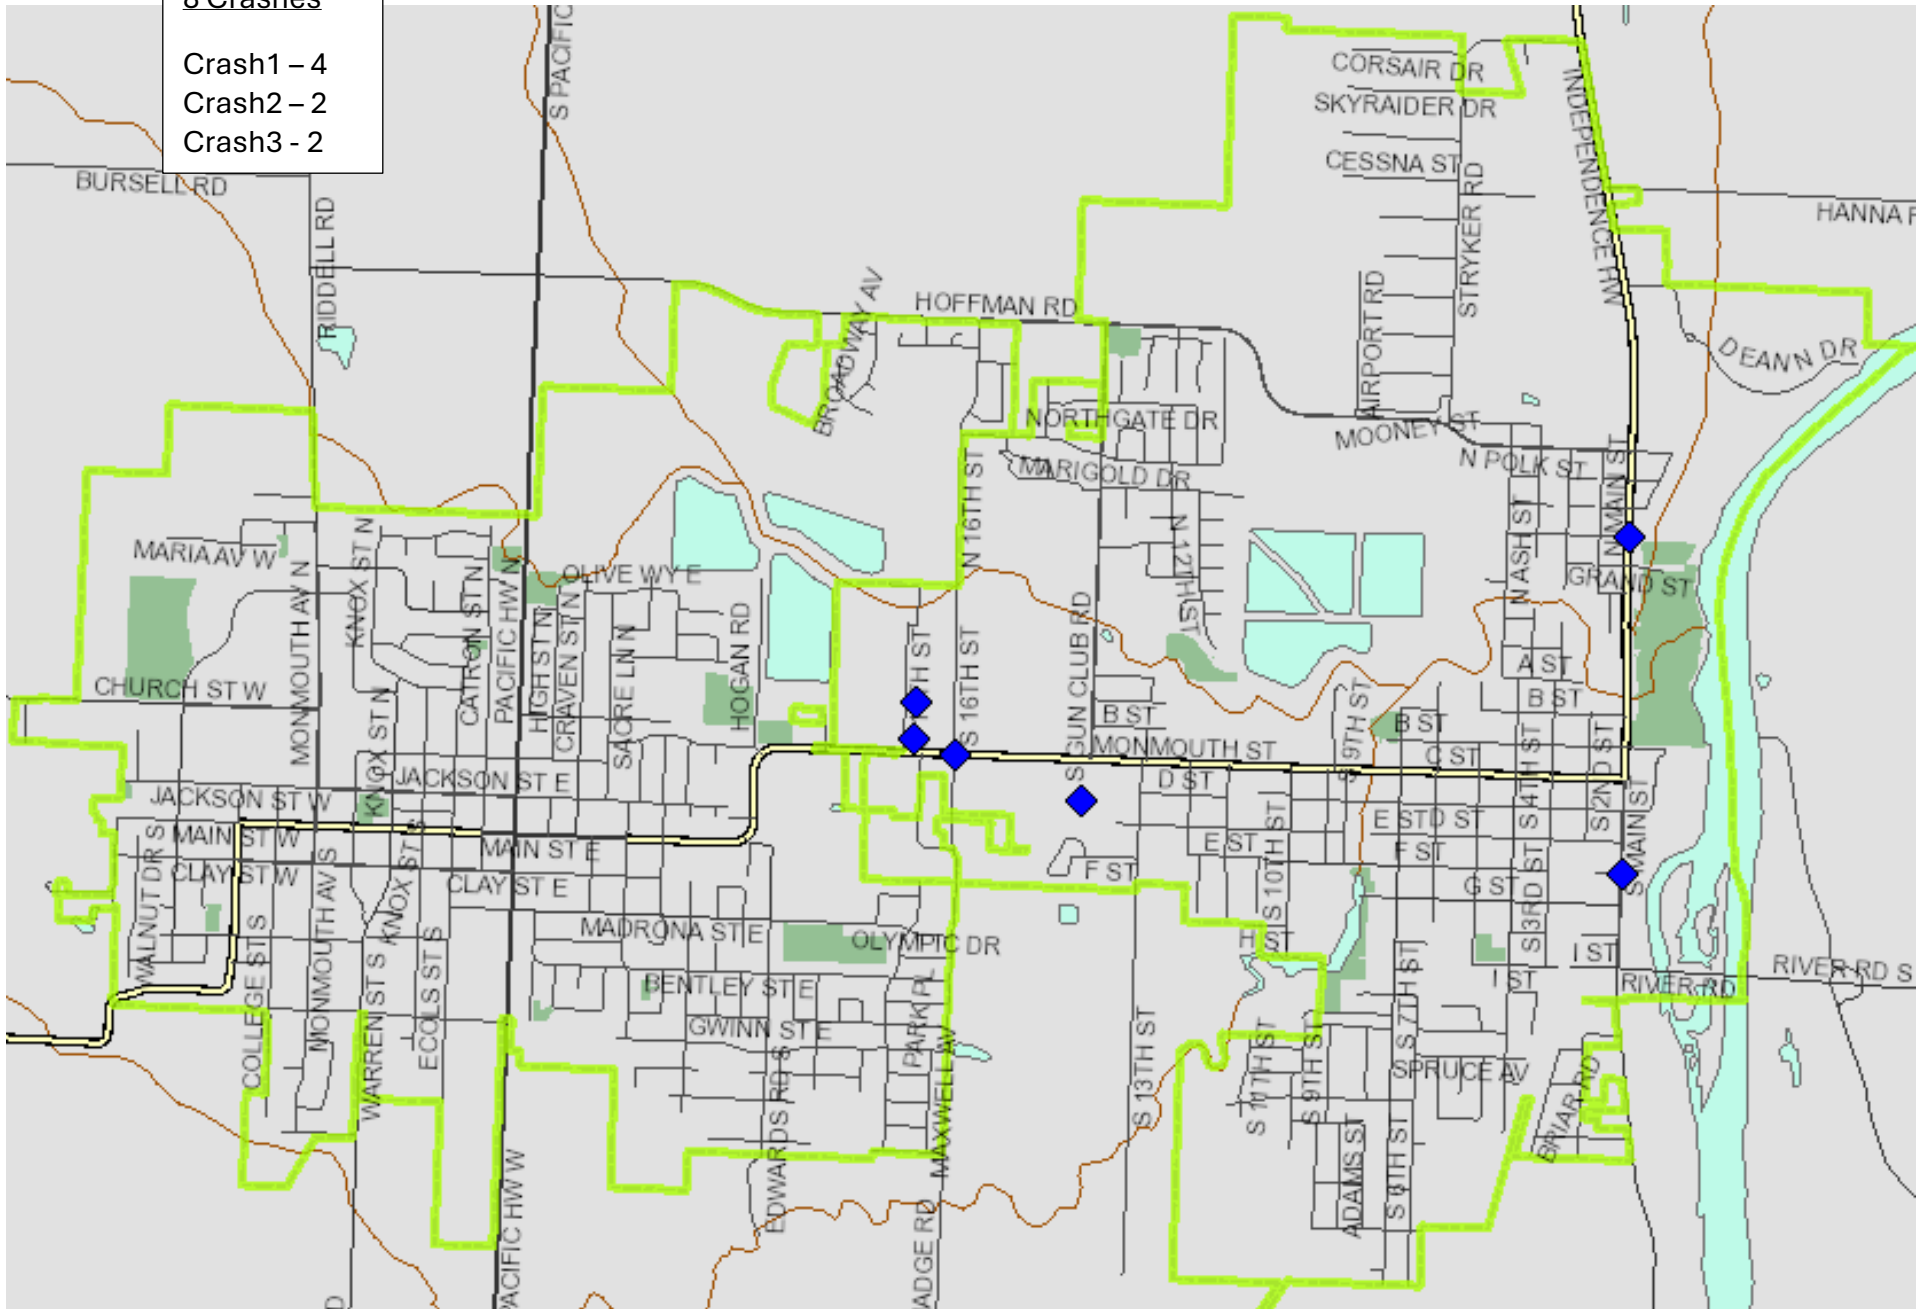 8 Crashes
Crash1 – 4
Crash2 – 2
Crash3 - 2
S PACIFIC
CORSAIR DR
SKYRAIDER DR
CESSNA ST
INDEPENDENCE HW
BURSELL RD
HANNA
RIDDELL RD
STRYKER RD
HOFFMAN RD
BROADWAY AV
AIRPORT RD
DEANN DR
NORTHGATE DR
MOONEY ST
MARIGOLD DR
N POLK ST
N MAIN ST
N 16TH ST
N 12TH ST
N ASH ST
MARIA AV W
KNOX ST N
OLIVE WY E
GRAND ST
MONMOUTH AV N
CATRON ST N
PACIFIC HW N
HIGH ST N
CRAVEN ST N
SACRE LN N
HOGAN RD
TH ST
S 16TH ST
S GUN CLUB RD
A ST
CHURCH ST W
KNOX ST N
B ST
B ST
B ST
S 9TH ST
MONMOUTH ST
C ST
S 4TH ST
S 2ND ST
D ST
JACKSON ST E
KNOX ST N
JACKSON ST W
MAIN ST W
MAIN ST E
E ST
D ST
E ST
F ST
S MAIN ST
CLAY ST W
CLAY ST E
F ST
G ST
S 10TH ST
S 3RD ST
WALNUT DR S
COLLEGE ST S
MONMOUTH AV S
KNOX ST S
WARREN ST S
ECOLS ST S
MADRONA ST E
OLYMPIC DR
H ST
I ST
I ST
BENTLEY ST E
RIVER RD
RIVER RD S
GWINN ST E
PARK PL
MAXWELL AV
S 13TH ST
S 11TH ST
S 9TH ST
S 7TH ST
SPRUCE AV
BRIAR RD
EDWARDS RD S
ADAMS ST
S 6TH ST
PACIFIC HW W
ADGE RD
D